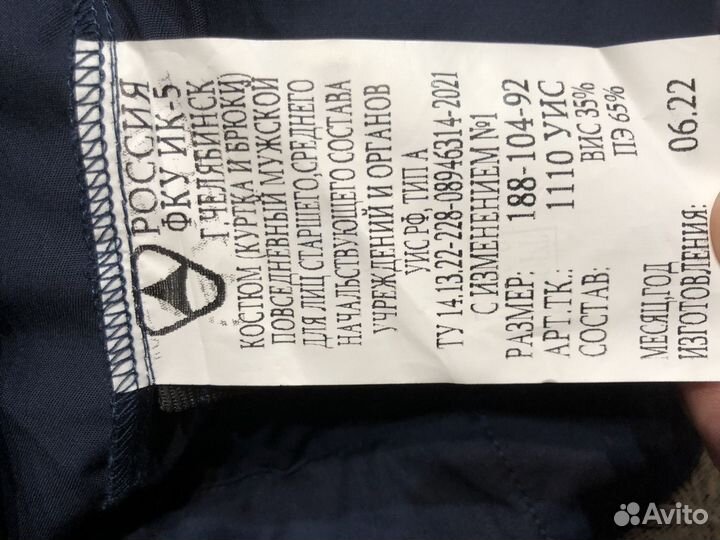 РОССИЯ
ФКУ ИК-5
Г.ЧЕЛЯБИНСК
КОСТЮМ (КУРТКА И БРЮКИ)
ПОВСЕДНЕВНЫЙ МУЖСКОЙ
ДЛЯ ЛИЦ СТАРШЕГО,СРЕДНЕГО
НАЧАЛЬСТВУЮЩЕГО СОСТАВА
УЧРЕЖДЕНИЙ И ОРГАНОВ
УИС РФ, ТИП А
ТУ 14.13.22-228-08946314-2021
С ИЗМЕНЕНИЕМ №1
РАЗМЕР: 188-104-92
АРТ.ТК.: 1110 УИС
СОСТАВ: ВИС 35%
ПЭ 65%
МЕСЯЦ,ГОД
ИЗГОТОВЛЕНИЯ: 06.22
Avito